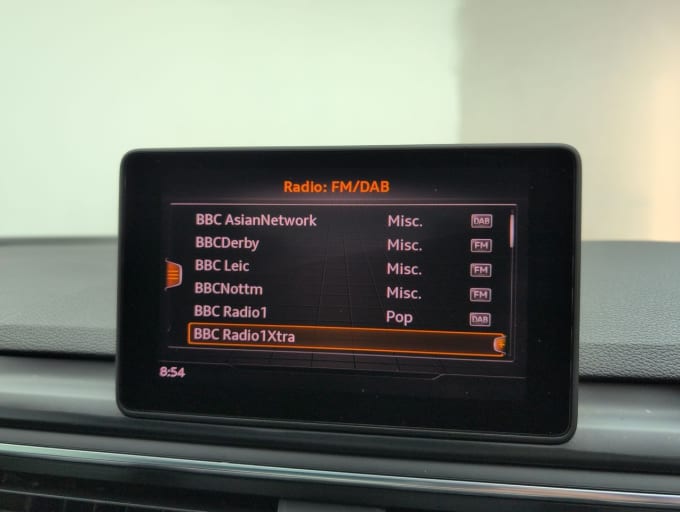 Radio: FM/DAB
BBC AsianNetwork Misc. DAB
BBCDerby Misc. FM
BBC Leic Misc. FM
BBCNottm Misc. FM
BBC Radio1 Pop DAB
BBC Radio1Xtra
8:54